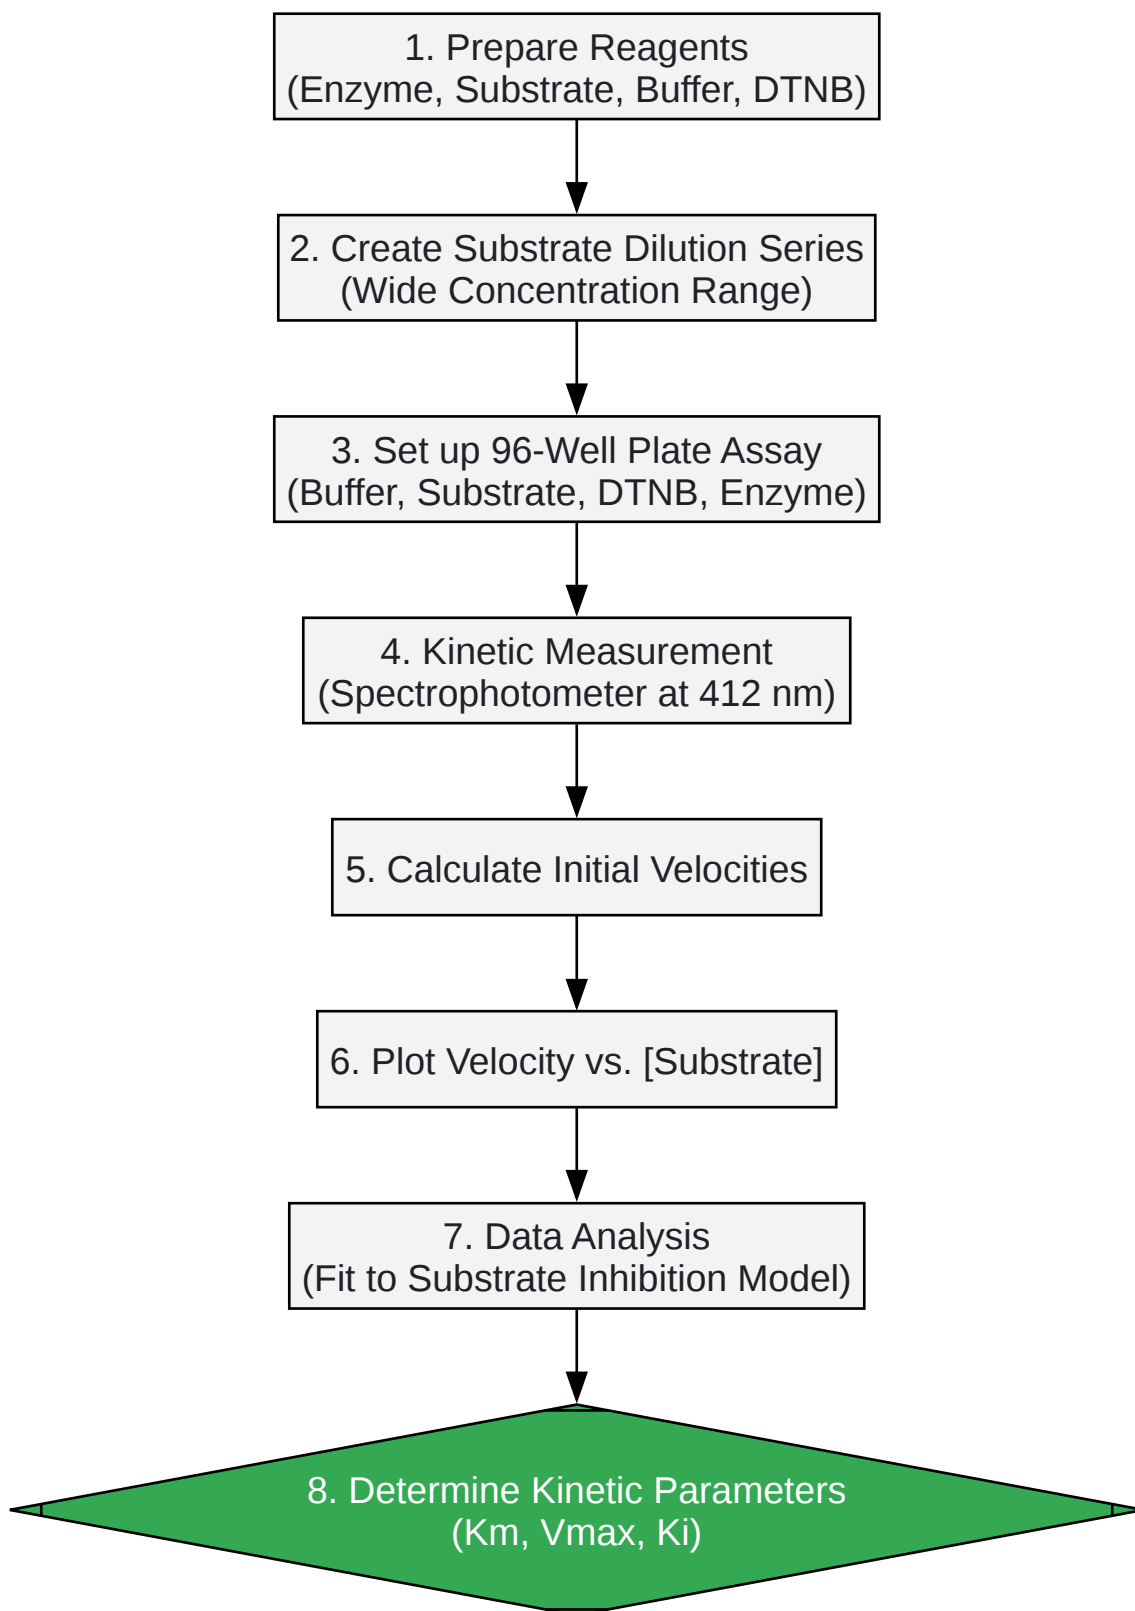 1. Prepare Reagents
(Enzyme, Substrate, Buffer, DTNB)
2. Create Substrate Dilution Series
(Wide Concentration Range)
3. Set up 96-Well Plate Assay
(Buffer, Substrate, DTNB, Enzyme)
4. Kinetic Measurement
(Spectrophotometer at 412 nm)
5. Calculate Initial Velocities
6. Plot Velocity vs. [Substrate]
7. Data Analysis
(Fit to Substrate Inhibition Model)
8. Determine Kinetic Parameters
(Km, Vmax, Ki)